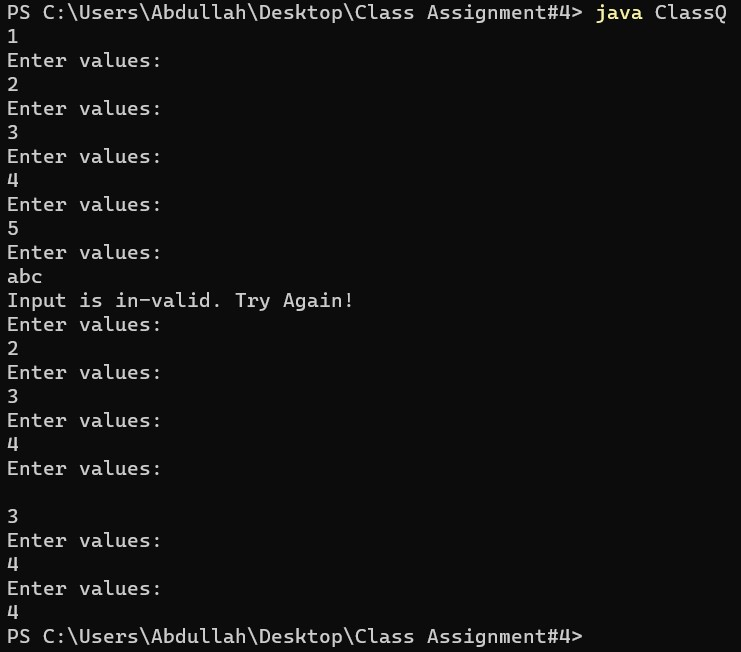 PS C:\Users\Abdullah\Desktop\Class Assignment#4> java ClassQ
1
Enter values:
2
Enter values:
3
Enter values:
4
Enter values:
5
Enter values:
abc
Input is in-valid. Try Again!
Enter values:
2
Enter values:
3
Enter values:
4
Enter values:
3
Enter values:
4
Enter values:
4
PS C:\Users\Abdullah\Desktop\Class Assignment#4>